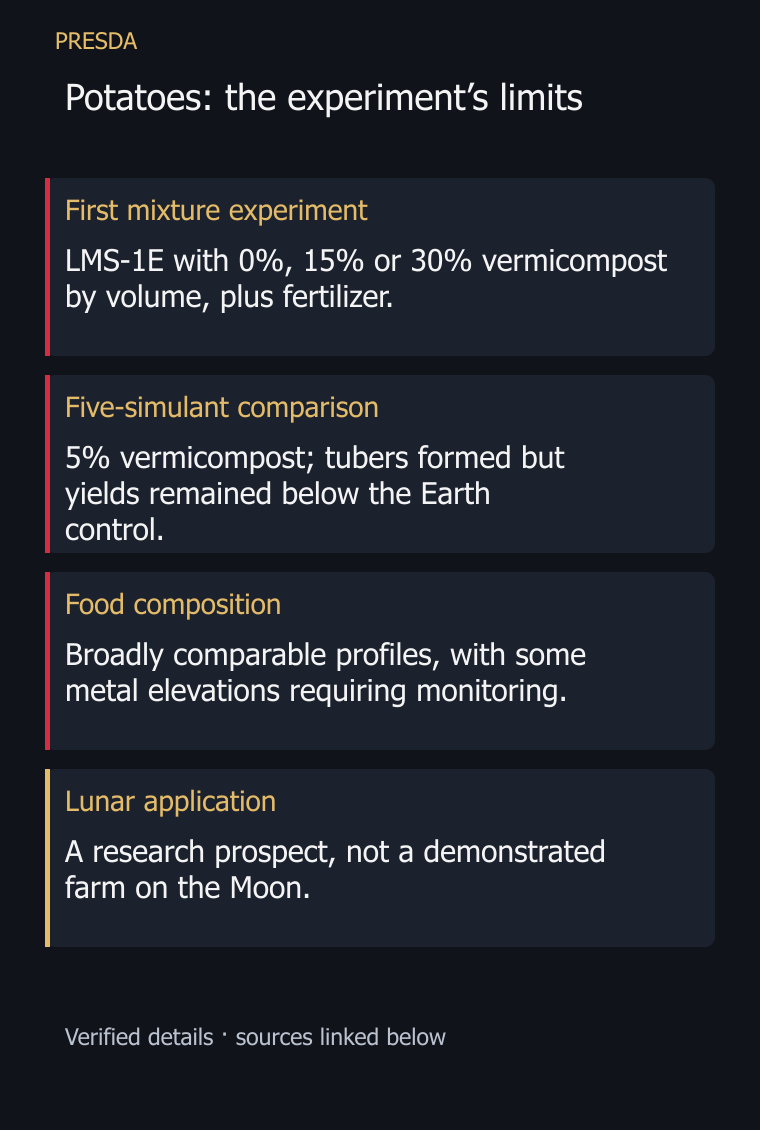 PRESDA
Potatoes: the experiment’s limits
First mixture experiment
LMS-1E with 0%, 15% or 30% vermicompost
by volume, plus fertilizer.
Five-simulant comparison
5% vermicompost; tubers formed but
yields remained below the Earth
control.
Food composition
Broadly comparable profiles, with some
metal elevations requiring monitoring.
Lunar application
A research prospect, not a demonstrated
farm on the Moon.
Verified details · sources linked below